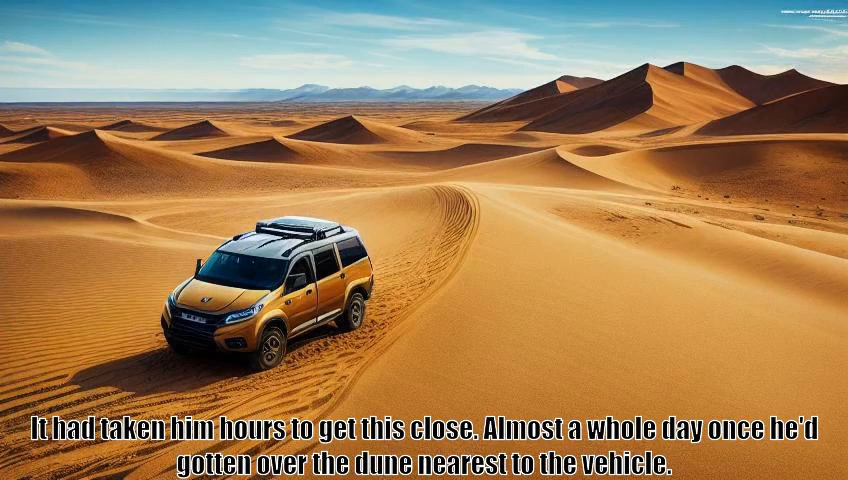 It had taken him hours to get this close. Almost a whole day once he'd
gotten over the dune nearest to the vehicle.